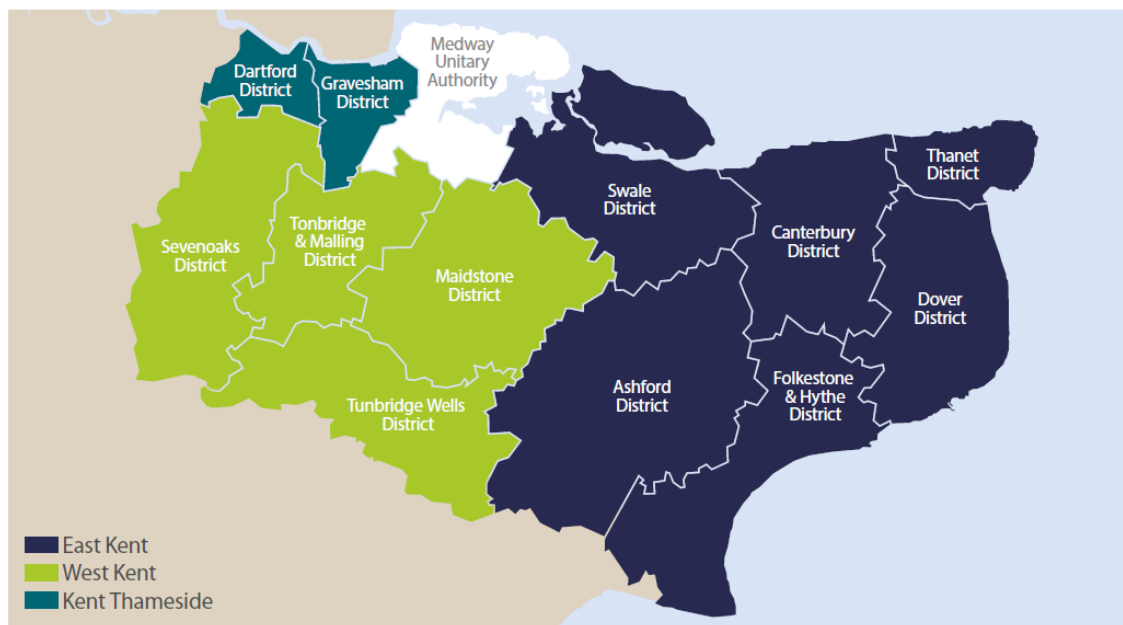 Medway
Unitary
Authority
Dartford
District
Gravesham
District
Thanet
District
Swale
District
Canterbury
District
Tonbridge
& Malling
District
Sevenoaks
District
Maidstone
District
Dover
District
Ashford
District
Folkestone
& Hythe
District
Tunbridge Wells
District
East Kent
West Kent
Kent Thameside